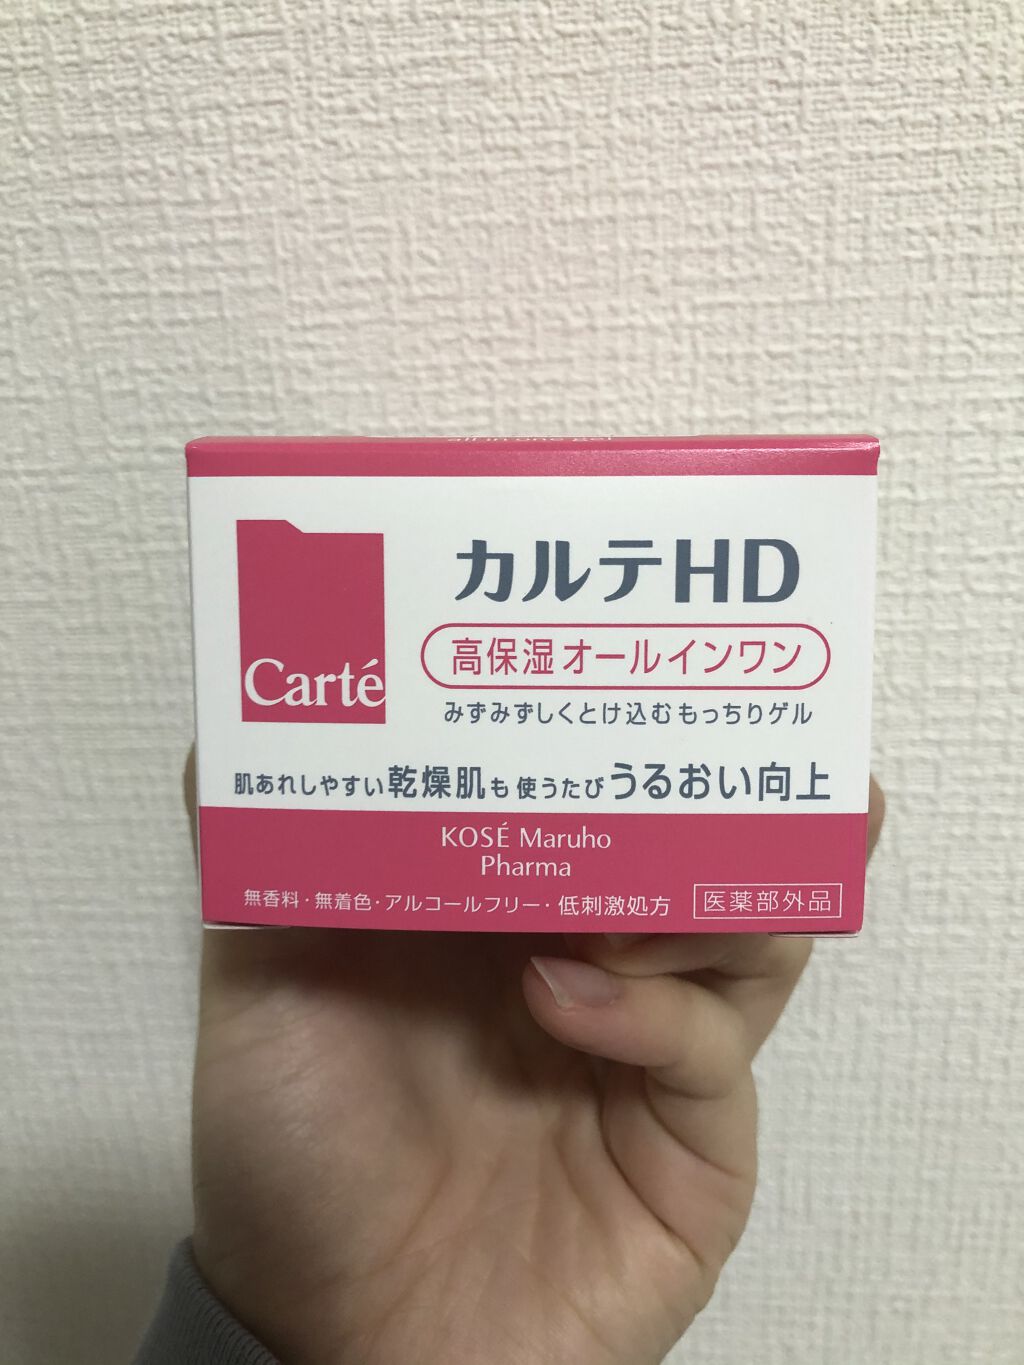 all in one gel
カルテHD
Carté
高保湿オールインワン
みずみずしくとけ込むもっちりゲル
肌あれしやすい乾燥肌も使うたびうるおい向上
KOSÉ Maruho
Pharma
無香料・無着色・アルコールフリー・低刺激処方
医薬部外品